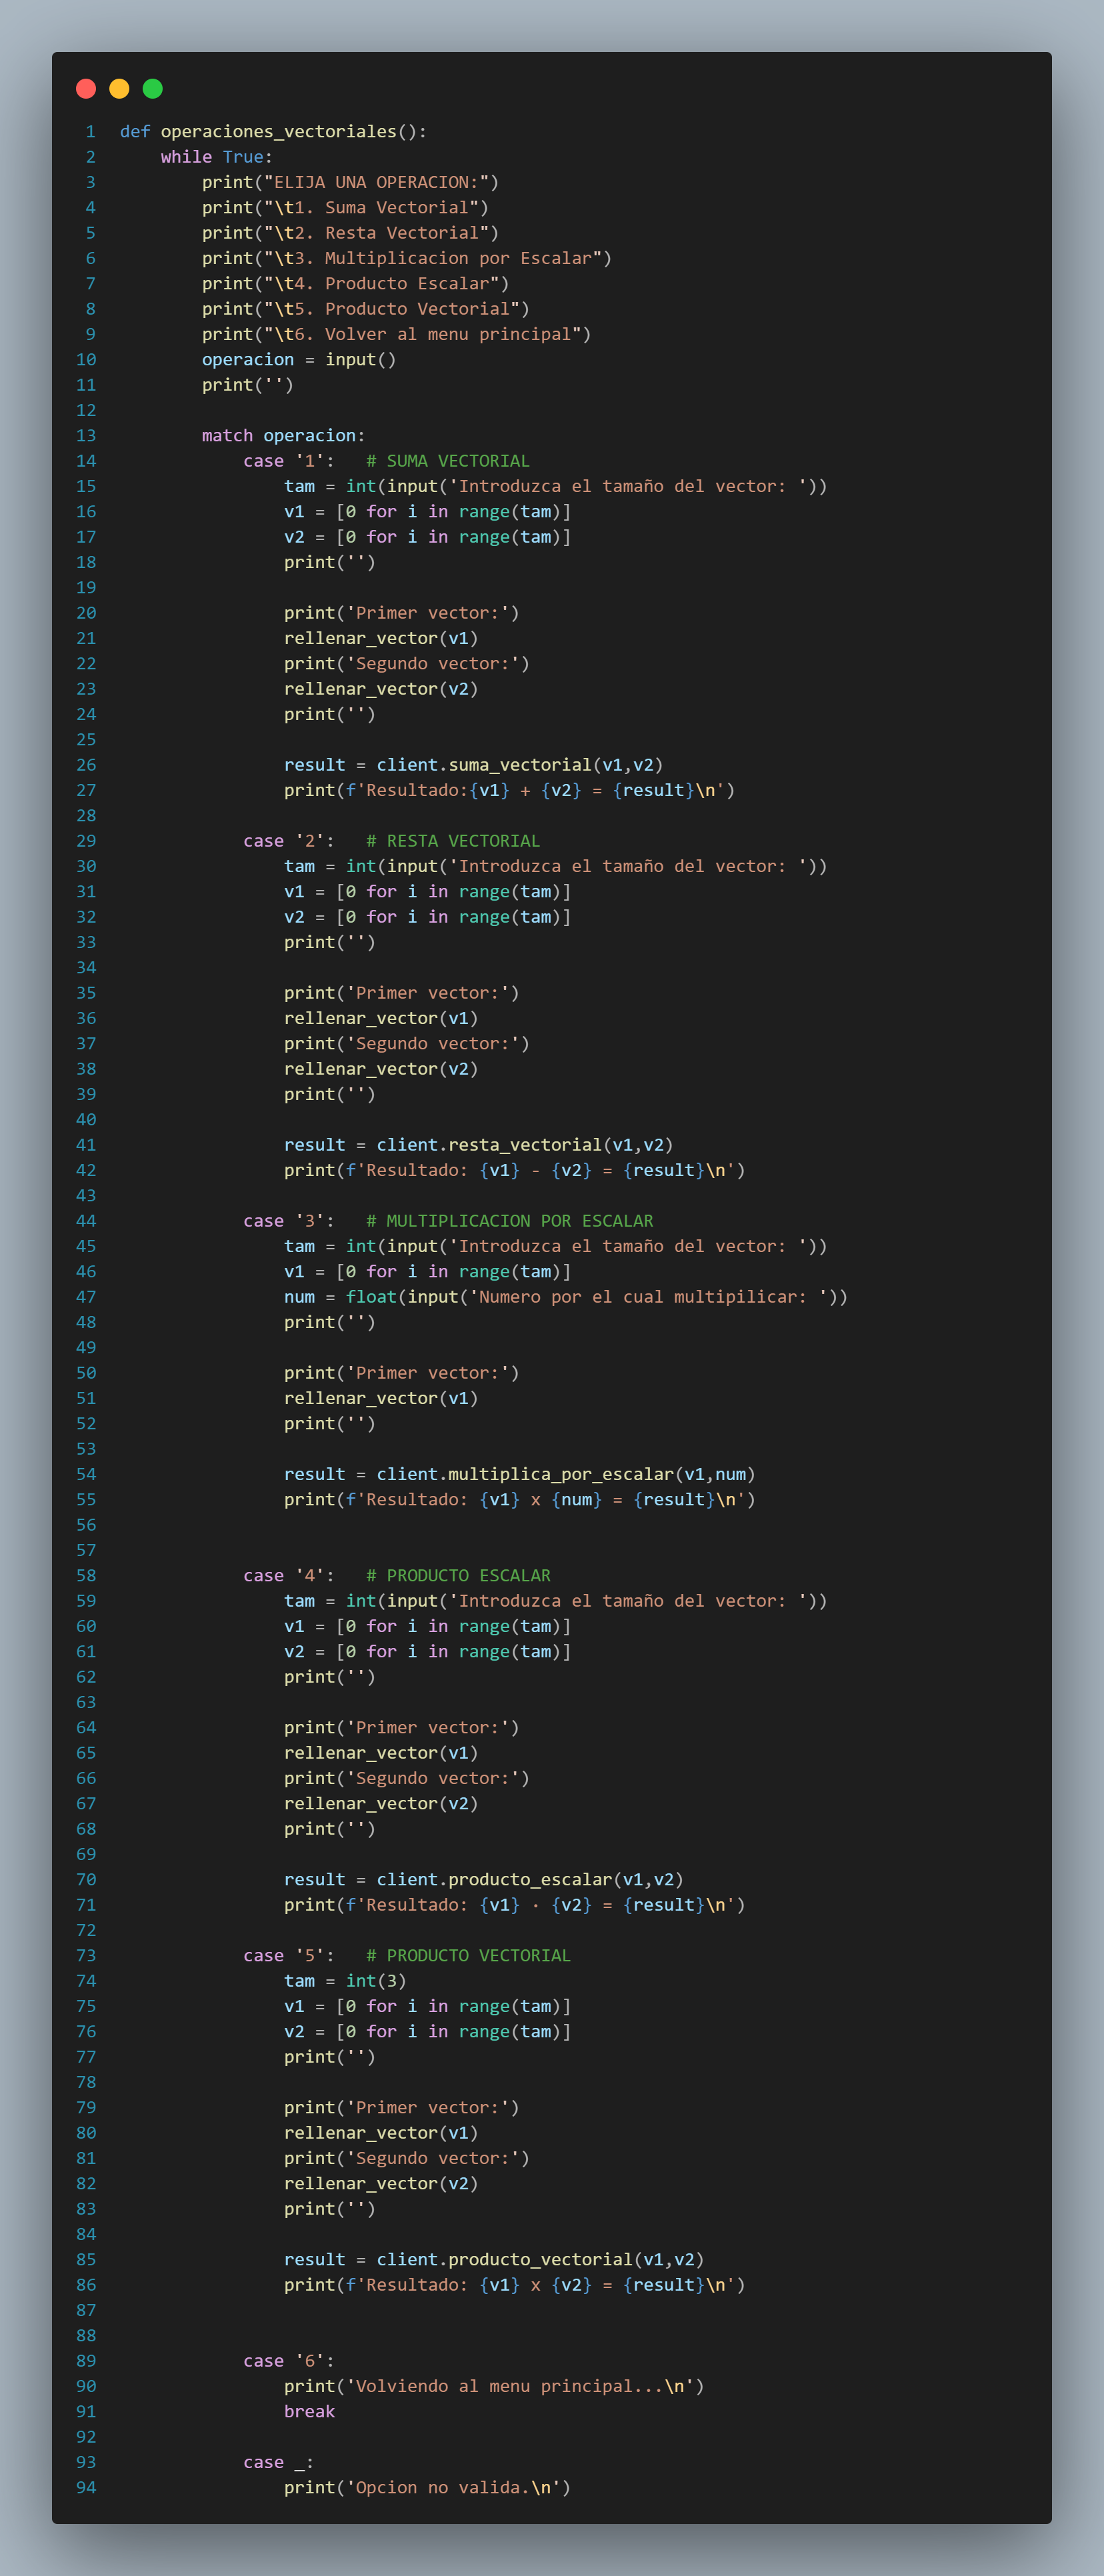 1 def operaciones_vectoriales():
2     while True:
3         print("ELIJA UNA OPERACION:")
4         print("\t1. Suma Vectorial")
5         print("\t2. Resta Vectorial")
6         print("\t3. Multiplicacion por Escalar")
7         print("\t4. Producto Escalar")
8         print("\t5. Producto Vectorial")
9         print("\t6. Volver al menu principal")
10         operacion = input()
11         print('')
12
13         match operacion:
14             case '1':   # SUMA VECTORIAL
15                 tam = int(input('Introduzca el tamaño del vector: '))
16                 v1 = [0 for i in range(tam)]
17                 v2 = [0 for i in range(tam)]
18                 print('')
19
20                 print('Primer vector:')
21                 rellenar_vector(v1)
22                 print('Segundo vector:')
23                 rellenar_vector(v2)
24                 print('')
25
26                 result = client.suma_vectorial(v1,v2)
27                 print(f'Resultado:{v1} + {v2} = {result}\n')
28
29             case '2':   # RESTA VECTORIAL
30                 tam = int(input('Introduzca el tamaño del vector: '))
31                 v1 = [0 for i in range(tam)]
32                 v2 = [0 for i in range(tam)]
33                 print('')
34
35                 print('Primer vector:')
36                 rellenar_vector(v1)
37                 print('Segundo vector:')
38                 rellenar_vector(v2)
39                 print('')
40
41                 result = client.resta_vectorial(v1,v2)
42                 print(f'Resultado: {v1} - {v2} = {result}\n')
43
44             case '3':   # MULTIPLICACION POR ESCALAR
45                 tam = int(input('Introduzca el tamaño del vector: '))
46                 v1 = [0 for i in range(tam)]
47                 num = float(input('Numero por el cual multipilicar: '))
48                 print('')
49
50                 print('Primer vector:')
51                 rellenar_vector(v1)
52                 print('')
53
54                 result = client.multiplica_por_escalar(v1,num)
55                 print(f'Resultado: {v1} x {num} = {result}\n')
56
57
58             case '4':   # PRODUCTO ESCALAR
59                 tam = int(input('Introduzca el tamaño del vector: '))
60                 v1 = [0 for i in range(tam)]
61                 v2 = [0 for i in range(tam)]
62                 print('')
63
64                 print('Primer vector:')
65                 rellenar_vector(v1)
66                 print('Segundo vector:')
67                 rellenar_vector(v2)
68                 print('')
69
70                 result = client.producto_escalar(v1,v2)
71                 print(f'Resultado: {v1} · {v2} = {result}\n')
72
73             case '5':   # PRODUCTO VECTORIAL
74                 tam = int(3)
75                 v1 = [0 for i in range(tam)]
76                 v2 = [0 for i in range(tam)]
77                 print('')
78
79                 print('Primer vector:')
80                 rellenar_vector(v1)
81                 print('Segundo vector:')
82                 rellenar_vector(v2)
83                 print('')
84
85                 result = client.producto_vectorial(v1,v2)
86                 print(f'Resultado: {v1} x {v2} = {result}\n')
87
88
89             case '6':
90                 print('Volviendo al menu principal...\n')
91                 break
92
93             case _:
94                 print('Opcion no valida.\n')